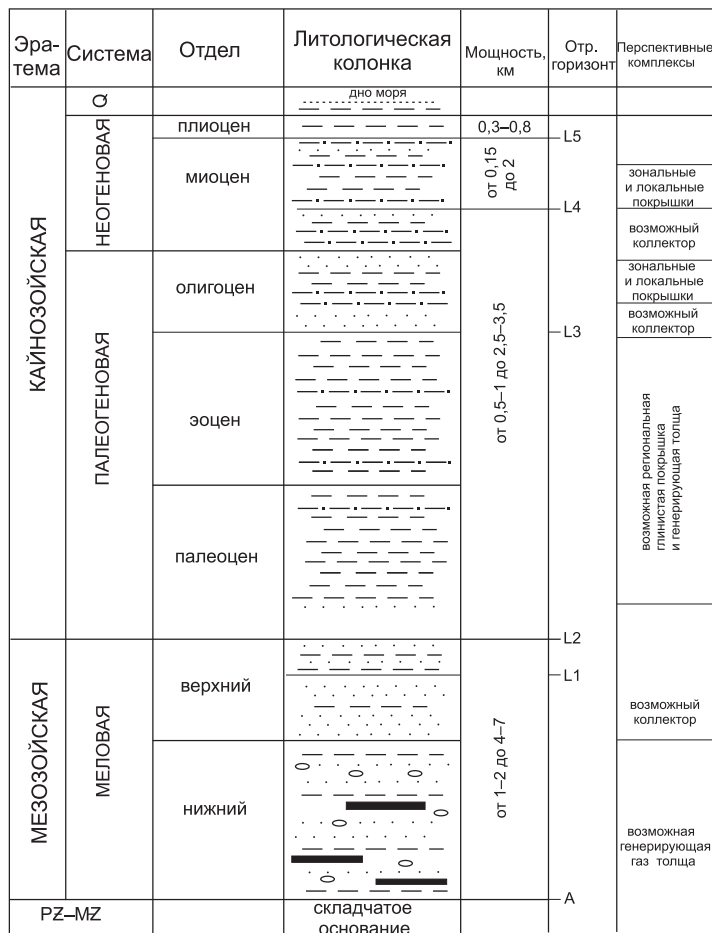 Эра-
тема
Система
Отдел
Литологическая
колонка
Мощность,
км
Отр.
горизонт
Перспективные
комплексы
КАЙНОЗОЙСКАЯ
Q
дно моря
НЕОГЕНОВАЯ
плиоцен
0,3–0,8
L5
миоцен
от 0,15
до 2
зональные
и локальные
покрышки
L4
возможный
коллектор
ПАЛЕОГЕНОВАЯ
олигоцен
от 0,5–1 до 2,5–3,5
зональные
и локальные
покрышки
возможный
коллектор
L3
эоцен
возможная региональная
глинистая покрышка
и генерирующая толща
палеоцен
L2
МЕЗОЗОЙСКАЯ
МЕЛОВАЯ
верхний
L1
от 1–2 до 4–7
возможный
коллектор
нижний
возможная
генерирующая
газ толща
A
PZ–MZ
складчатое
основание